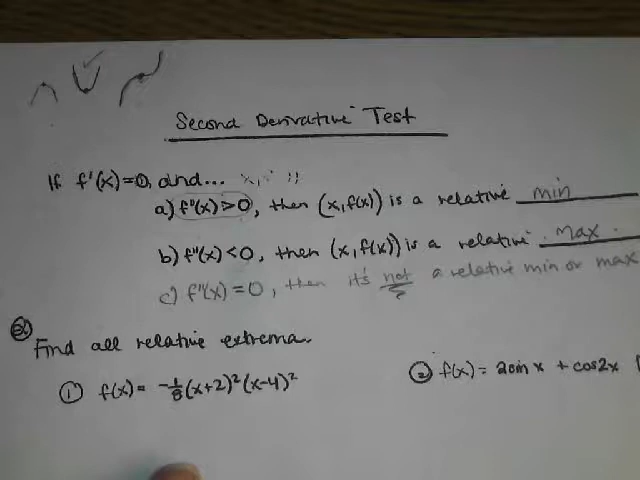 Second Derivative Test
If f'(x)=0, and...
a) f"(x) > 0, then (x, f(x)) is a relative min
b) f"(x) < 0, then (x, f(x)) is a relative max.
c) f"(x) = 0, then it's not a relative min or max
Find all relative extrema.
① f(x) = -1/8(x+2)²(x-4)²
② f(x) = 2sin x + cos2x